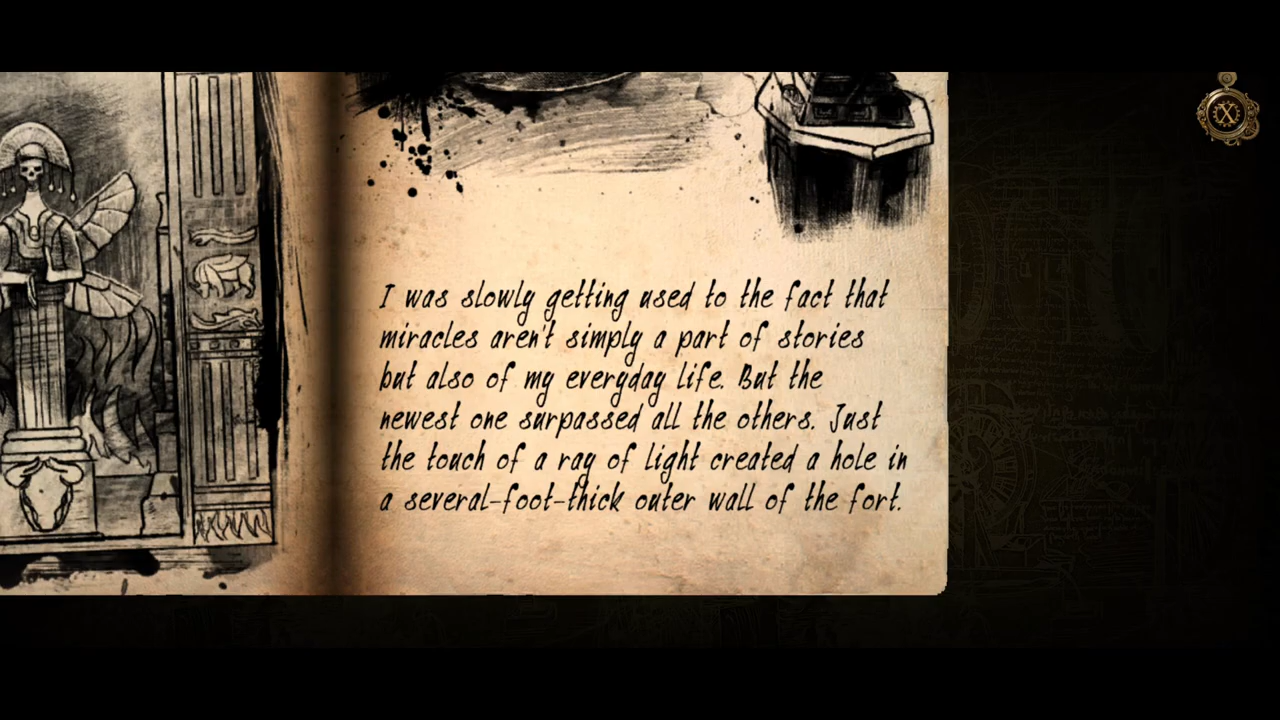 I was slowly getting used to the fact that
miracles aren't simply a part of stories
but also of my everyday life. But the
newest one surpassed all the others. Just
the touch of a ray of light created a hole in
a several-foot-thick outer wall of the fort.
X